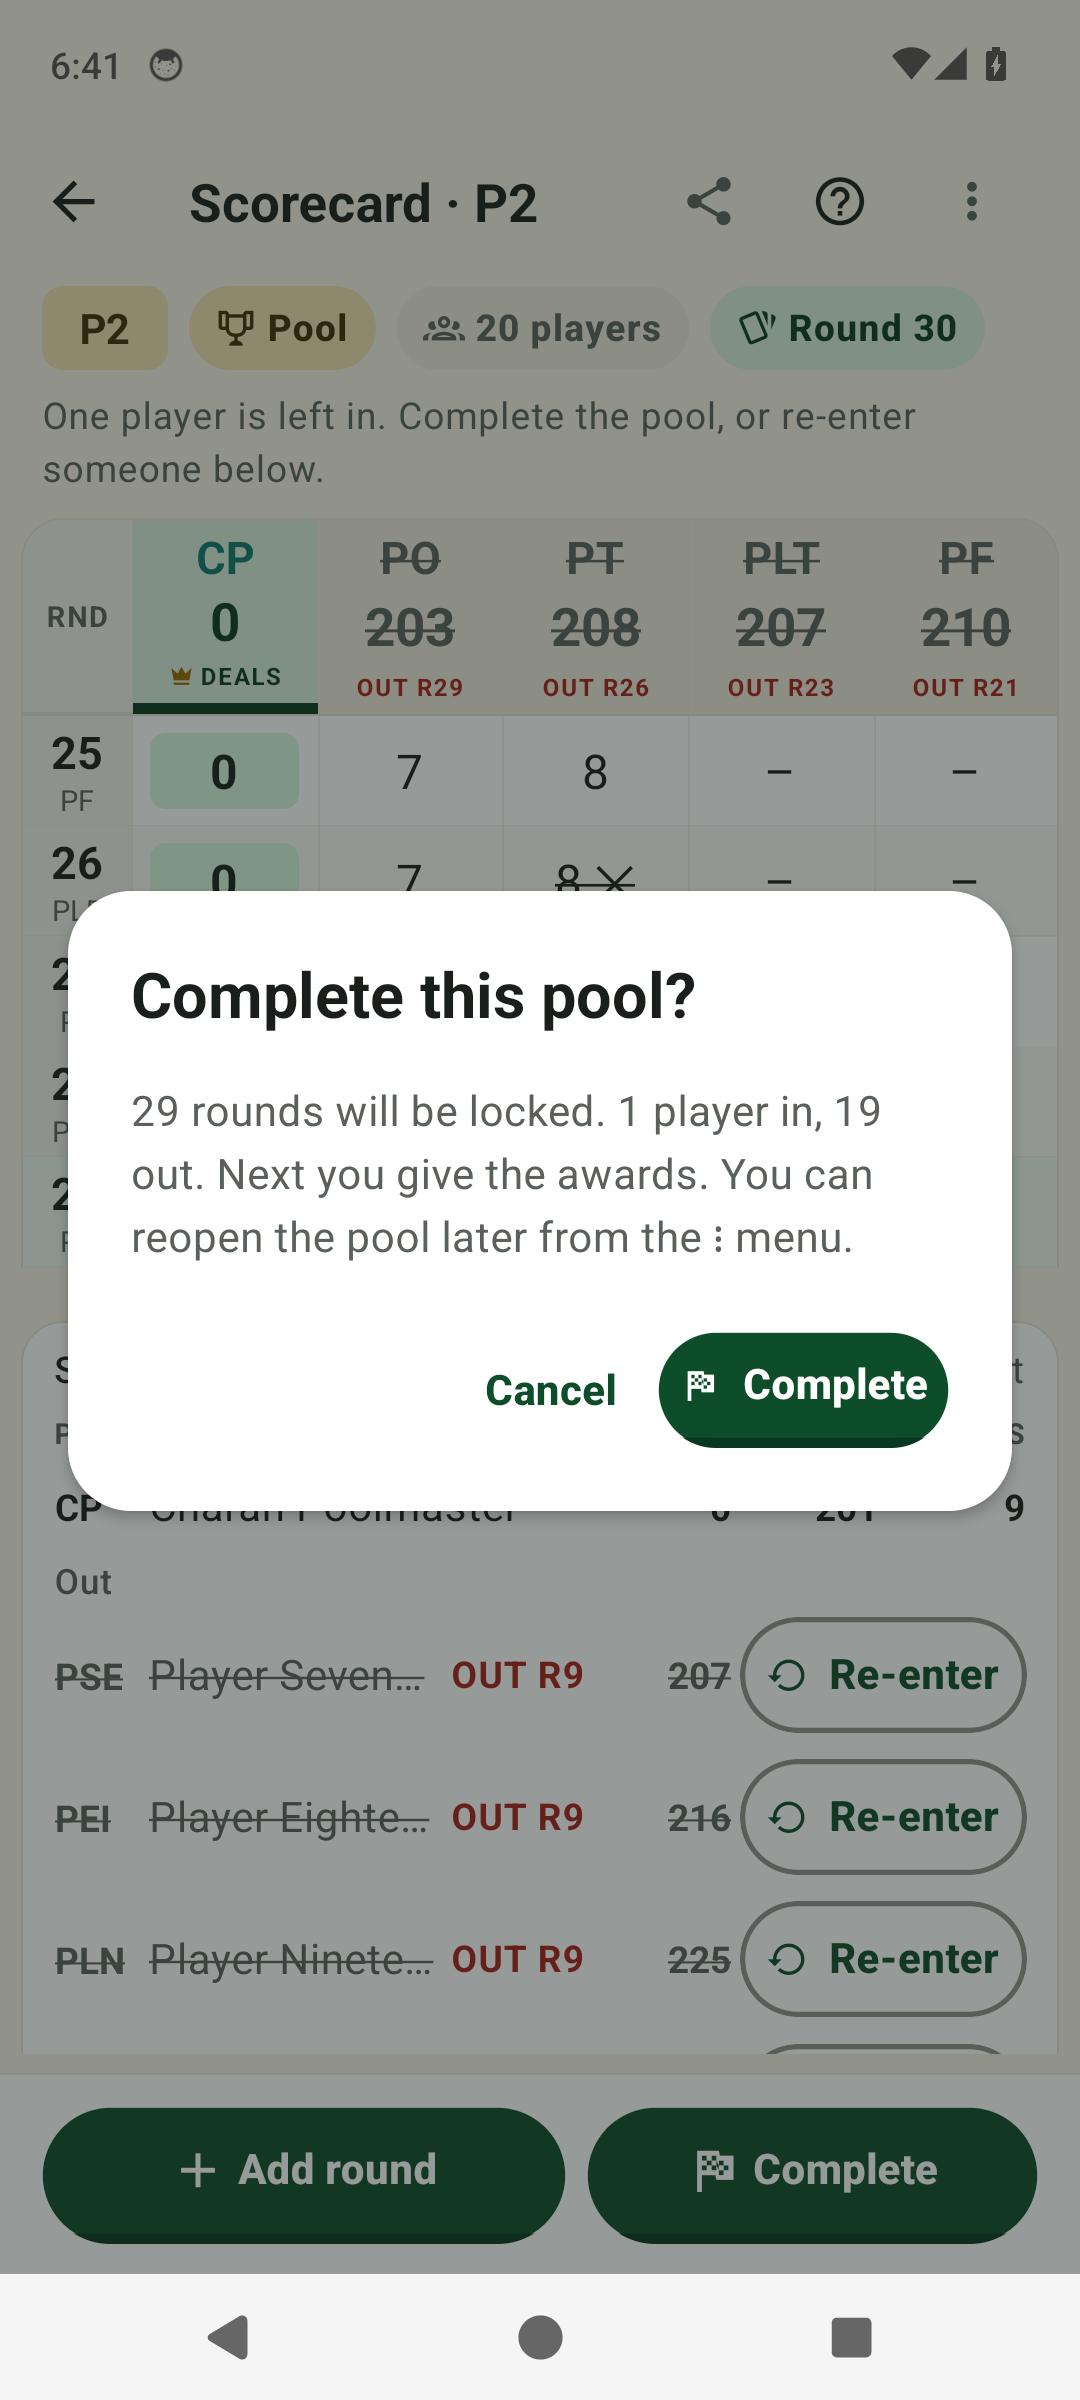 6:41
Scorecard · P2
P2 Pool 20 players Round 30
One player is left in. Complete the pool, or re-enter
someone below.
RND CP PO PT PLT PF
0 203 208 207 210
DEALS OUT R29 OUT R26 OUT R23 OUT R21
25 0 7 8 – –
PF
26 0 7 8 × – –
Complete this pool?
29 rounds will be locked. 1 player in, 19
out. Next you give the awards. You can
reopen the pool later from the ⋮ menu.
Cancel Complete
CP Charan Poolmaster 0 201 9
Out
PSE Player Seven... OUT R9 207 Re-enter
PEI Player Eighte... OUT R9 216 Re-enter
PLN Player Ninete... OUT R9 225 Re-enter
+ Add round Complete